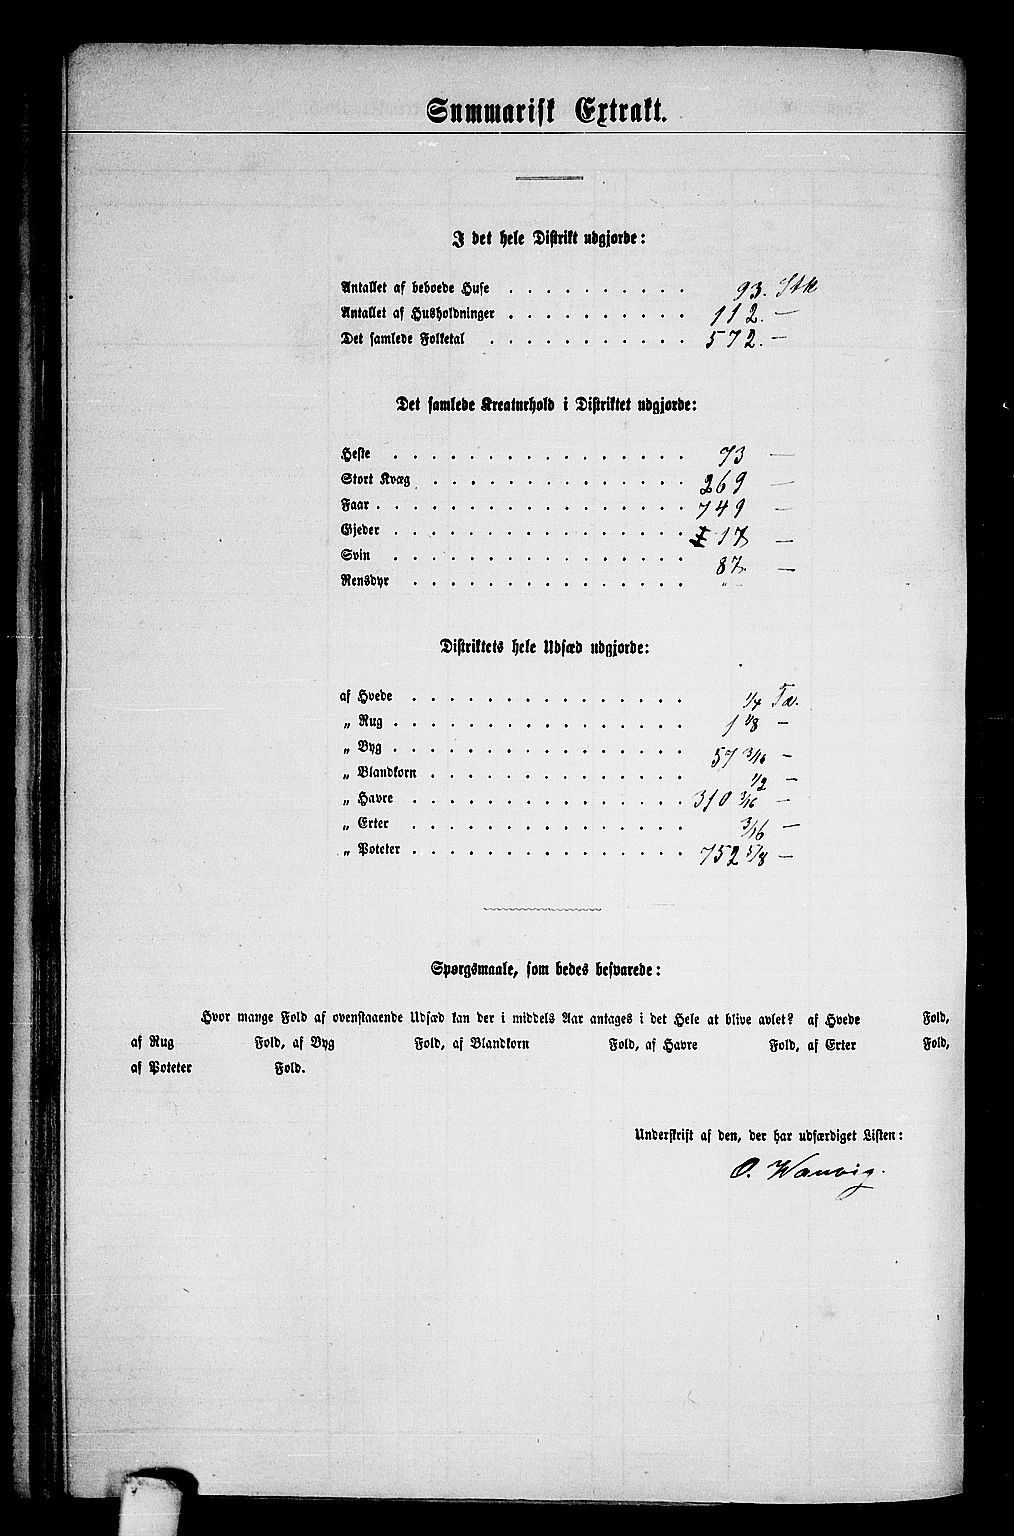 Summarisk Extrakt.
I det hele Distrikt udgjorde:
Antallet af beboede Huse . . . . . . . . . . 93. Stk
Antallet af Husholdninger . . . . . . . . . . 112. —
Det samlede Folketal . . . . . . . . . . . 572. —
Det samlede Kreaturhold i Distriktet udgjorde:
Heste . . . . . . . . . . . . . . . 73 —
Stort Kvæg . . . . . . . . . . . . . 269 —
Faar . . . . . . . . . . . . . . . . 749 —
Gjeder . . . . . . . . . . . . . . 17 —
Svin . . . . . . . . . . . . . . . 87. —
Rensdyr . . . . . . . . . . . . . . "
Distriktets hele Udsæd udgjorde:
af Hvede . . . . . . . . . . . . . . 1/4 Td.
„ Rug . . . . . . . . . . . . . . . 1 1/8 —
„ Byg . . . . . . . . . . . . . . . 57 3/16 —
„ Blandkorn . . . . . . . . . . . . . 1/2 —
„ Havre . . . . . . . . . . . . . . 310 3/16 —
„ Erter . . . . . . . . . . . . . . 3/16 —
„ Poteter . . . . . . . . . . . . . . 752 5/8 —
Spørgsmaale, som bedes besvarede:
Hvor mange Fold af ovenstaaende Udsæd kan der i middels Aar antages i det Hele at blive avlet? af Hvede Fold,
af Rug Fold, af Byg Fold, af Blandkorn Fold, af Havre Fold, af Erter Fold,
af Poteter Fold.
Underskrift af den, der har udfærdiget Listen:
O. Wanvig.